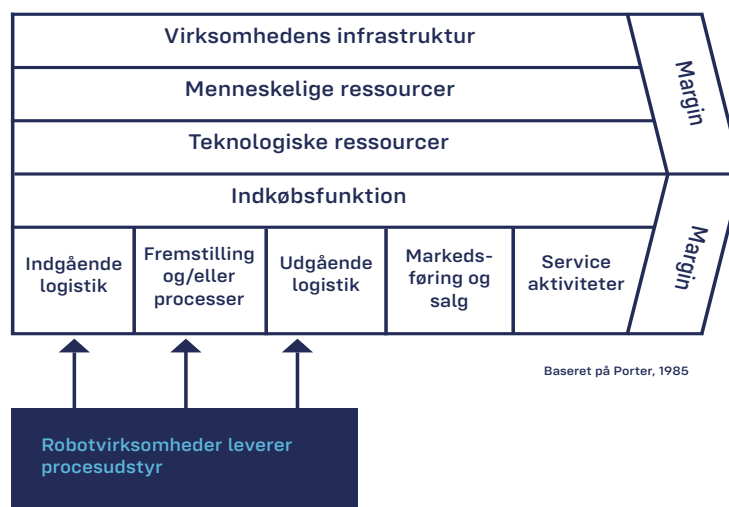 Virksomhedens infrastruktur
Menneskelige ressourcer
Teknologiske ressourcer
Indkøbsfunktion
Margin
Margin
Indgående
logistik
Fremstilling
og/eller
processer
Udgående
logistik
Markeds-
føring og
salg
Service
aktiviteter
Baseret på Porter, 1985
Robotvirksomheder leverer
procesudstyr